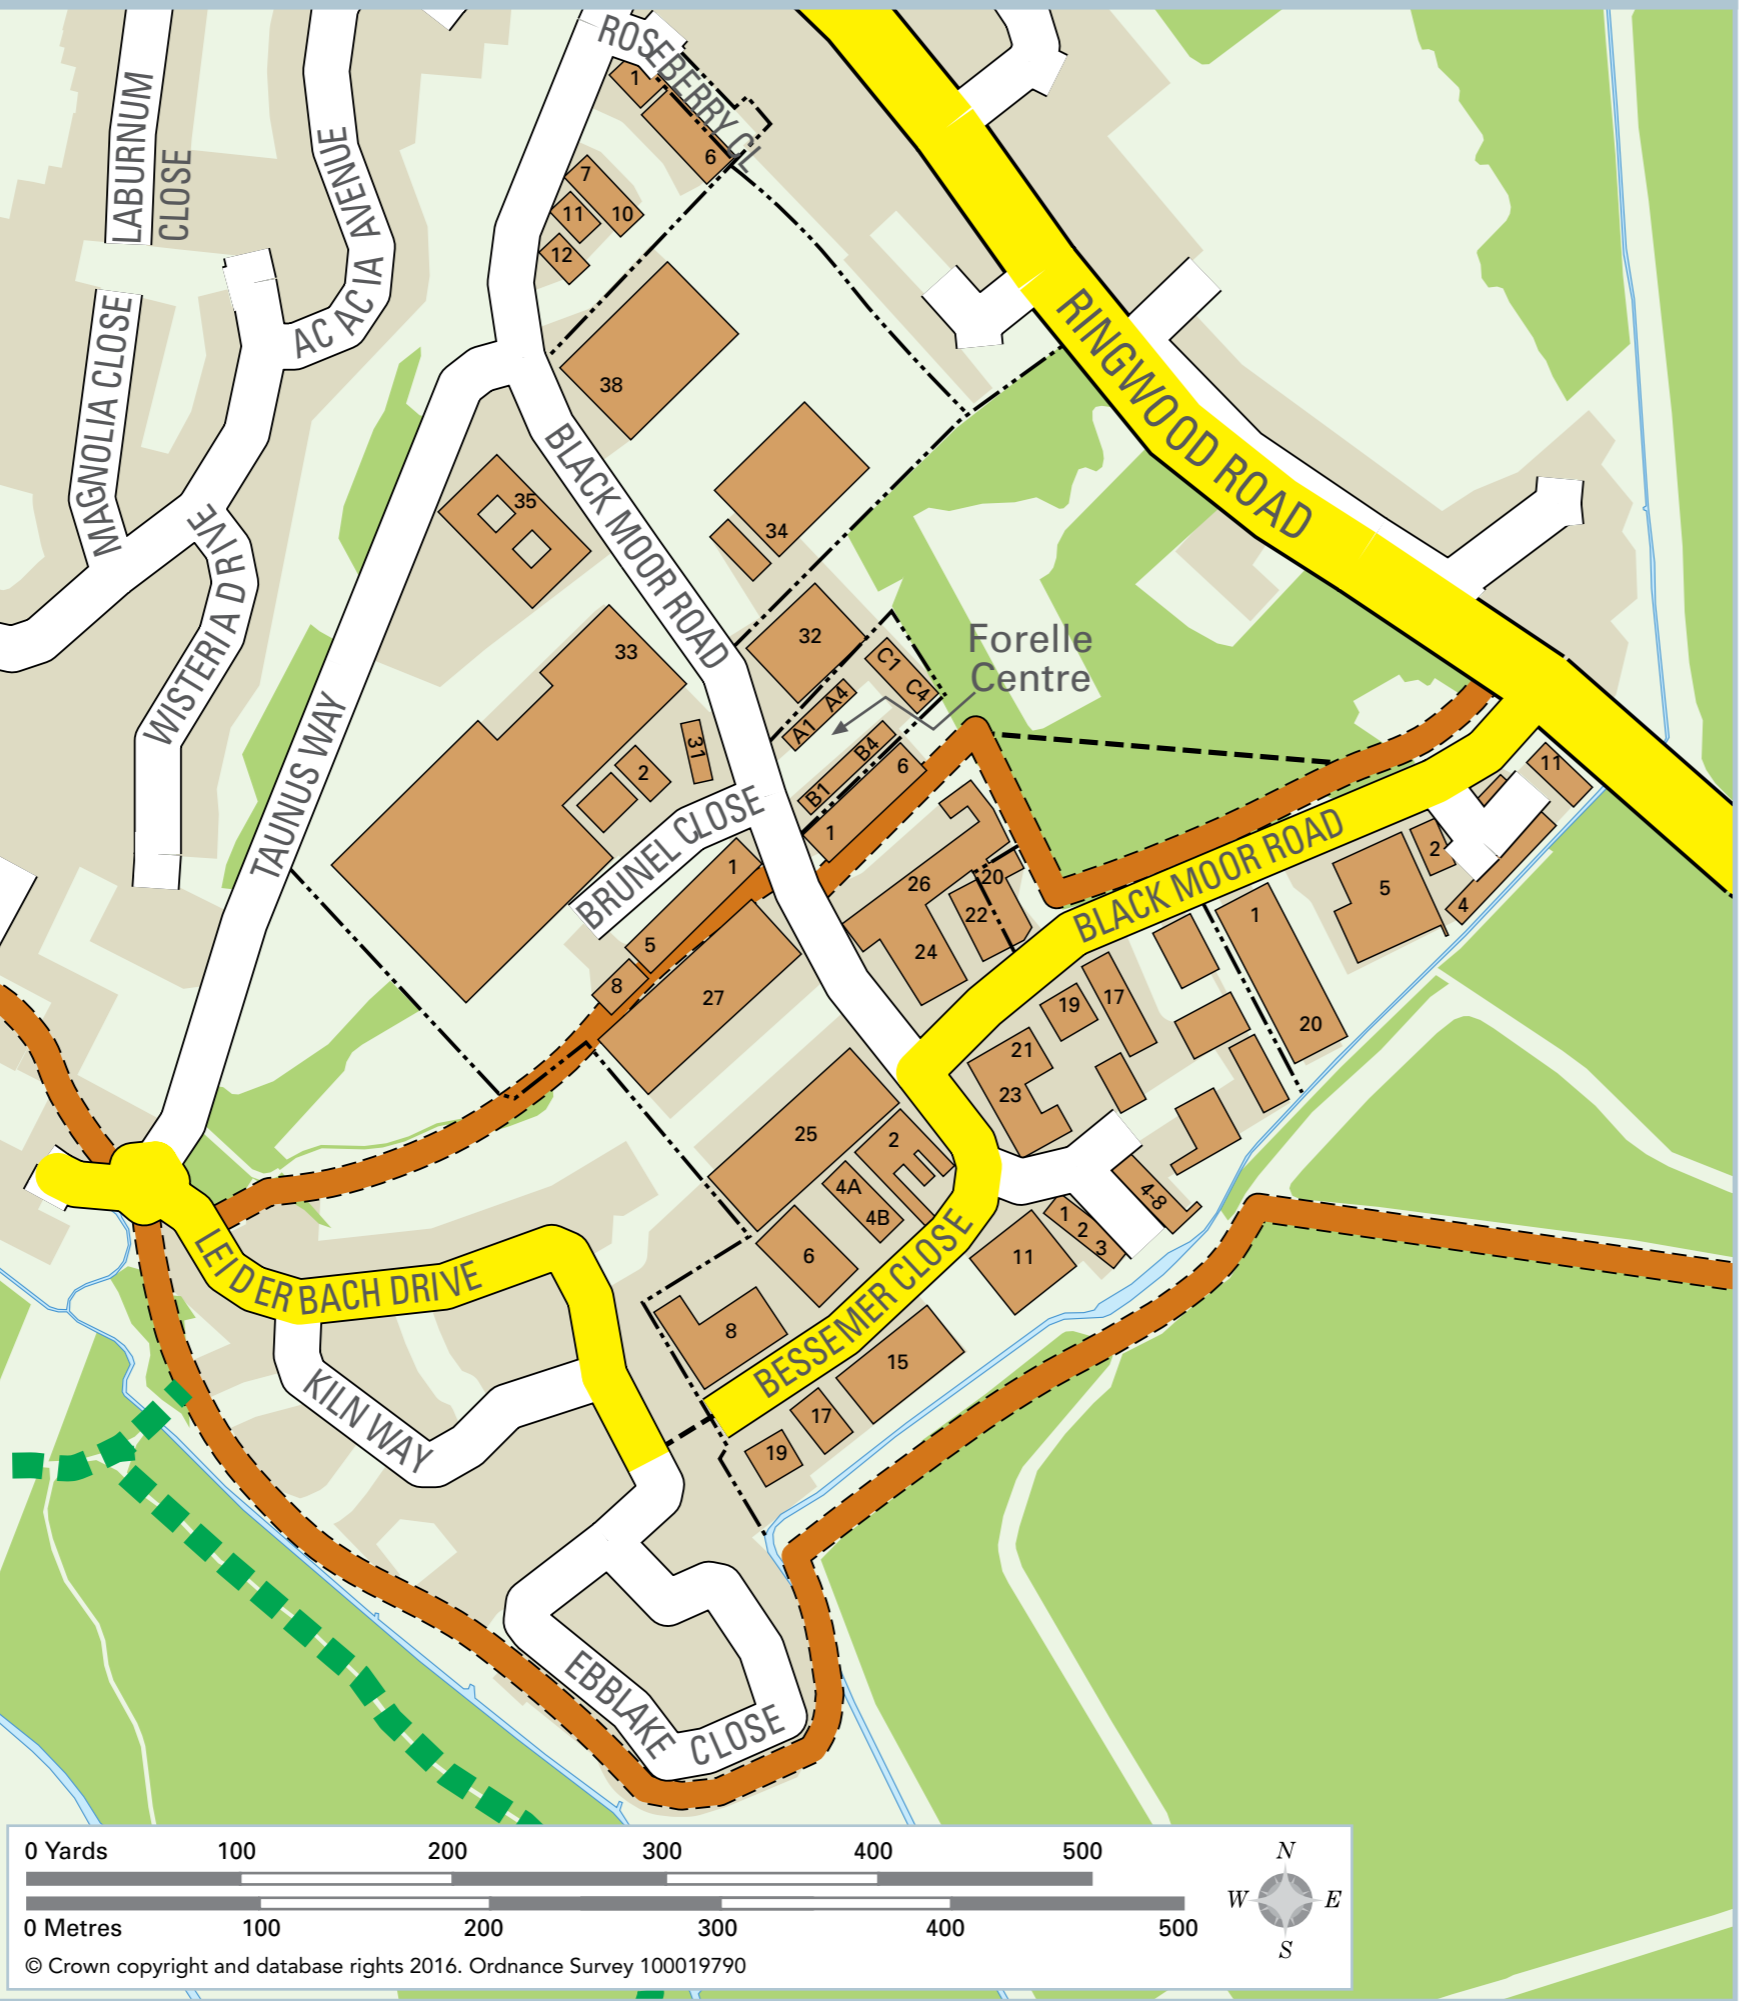 ROSEBERRY CL
1
6
7
11
10
12
LABURNUM
CLOSE
ACACIA AVENUE
MAGNOLIA CLOSE
WISTERIA DRIVE
TAUNUS WAY
RINGWOOD ROAD
38
BLACK MOOR ROAD
35
34
33
32
31
2
Forelle
Centre
C1
C4
A1
A4
B1
B4
6
1
BRUNEL CLOSE
1
5
8
27
26
20
22
24
BLACK MOOR ROAD
11
2
5
4
1
20
17
19
21
23
25
2
4A
4B
6
8
4-8
1
2
3
11
15
17
19
BESSEMER CLOSE
LEIDERBACH DRIVE
KILN WAY
EBBLAKE CLOSE
0 Yards 100 200 300 400 500
0 Metres 100 200 300 400 500
N
W E
S
© Crown copyright and database rights 2016. Ordnance Survey 100019790